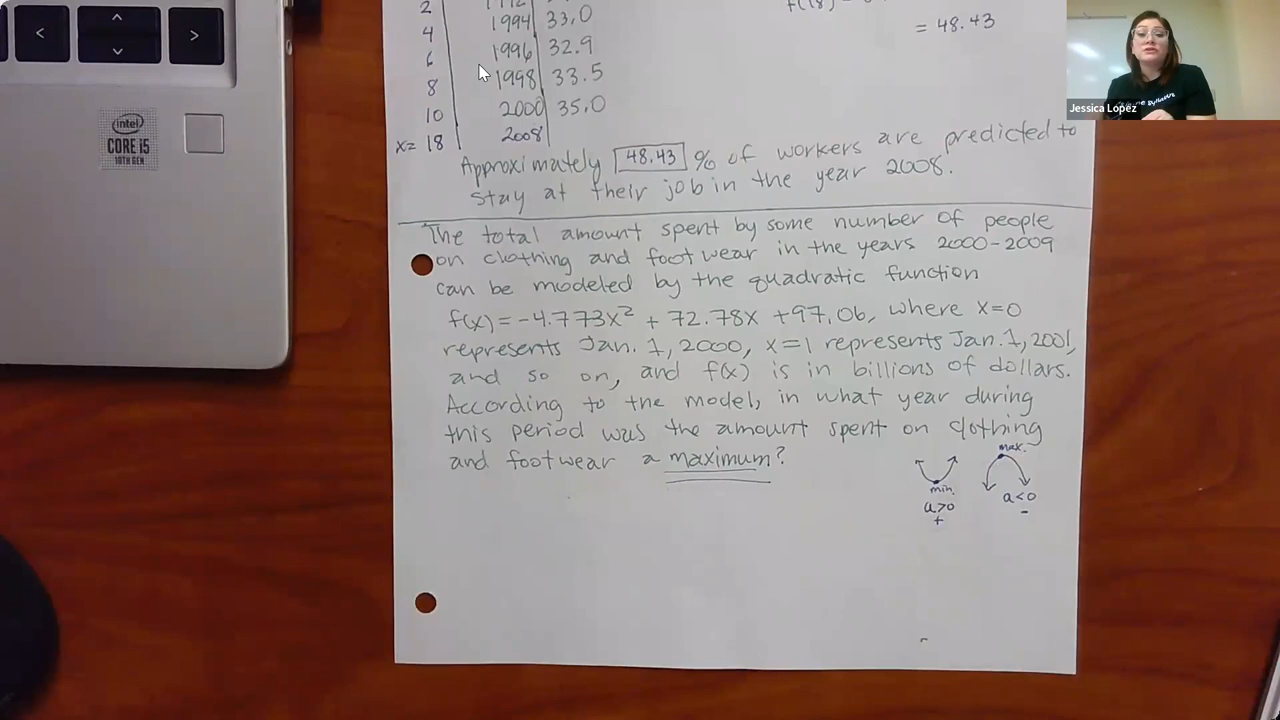 2
4 1994 33.0
6 1996 32.9
8 1998 33.5
10 2000 35.0
x= 18 2008
= 48.43
Approximately 48.43 % of workers are predicted to
stay at their job in the year 2008.
The total amount spent by some number of people
on clothing and footwear in the years 2000-2009
can be modeled by the quadratic function
f(x)=-4.773x² + 72.78x +97.06, where x=0
represents Jan. 1, 2000, x=1 represents Jan. 1, 2001,
and so on, and f(x) is in billions of dollars.
According to the model, in what year during
this period was the amount spent on clothing
and footwear a maximum?
min.
a>0
+
max.
a<0
-
intel
CORE i5
10TH GEN
Jessica Lopez